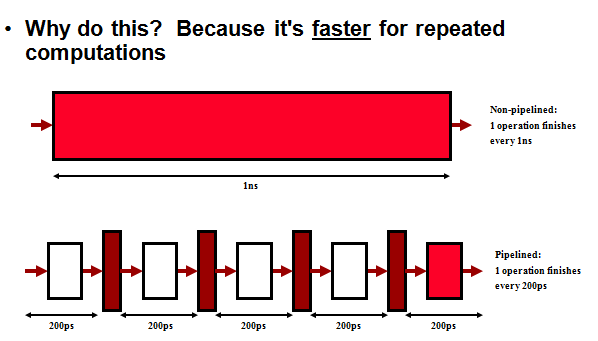 • Why do this?  Because it's faster for repeated
computations
Non-pipelined:
1 operation finishes
every 1ns
1ns
Pipelined:
1 operation finishes
every 200ps
200ps
200ps
200ps
200ps
200ps